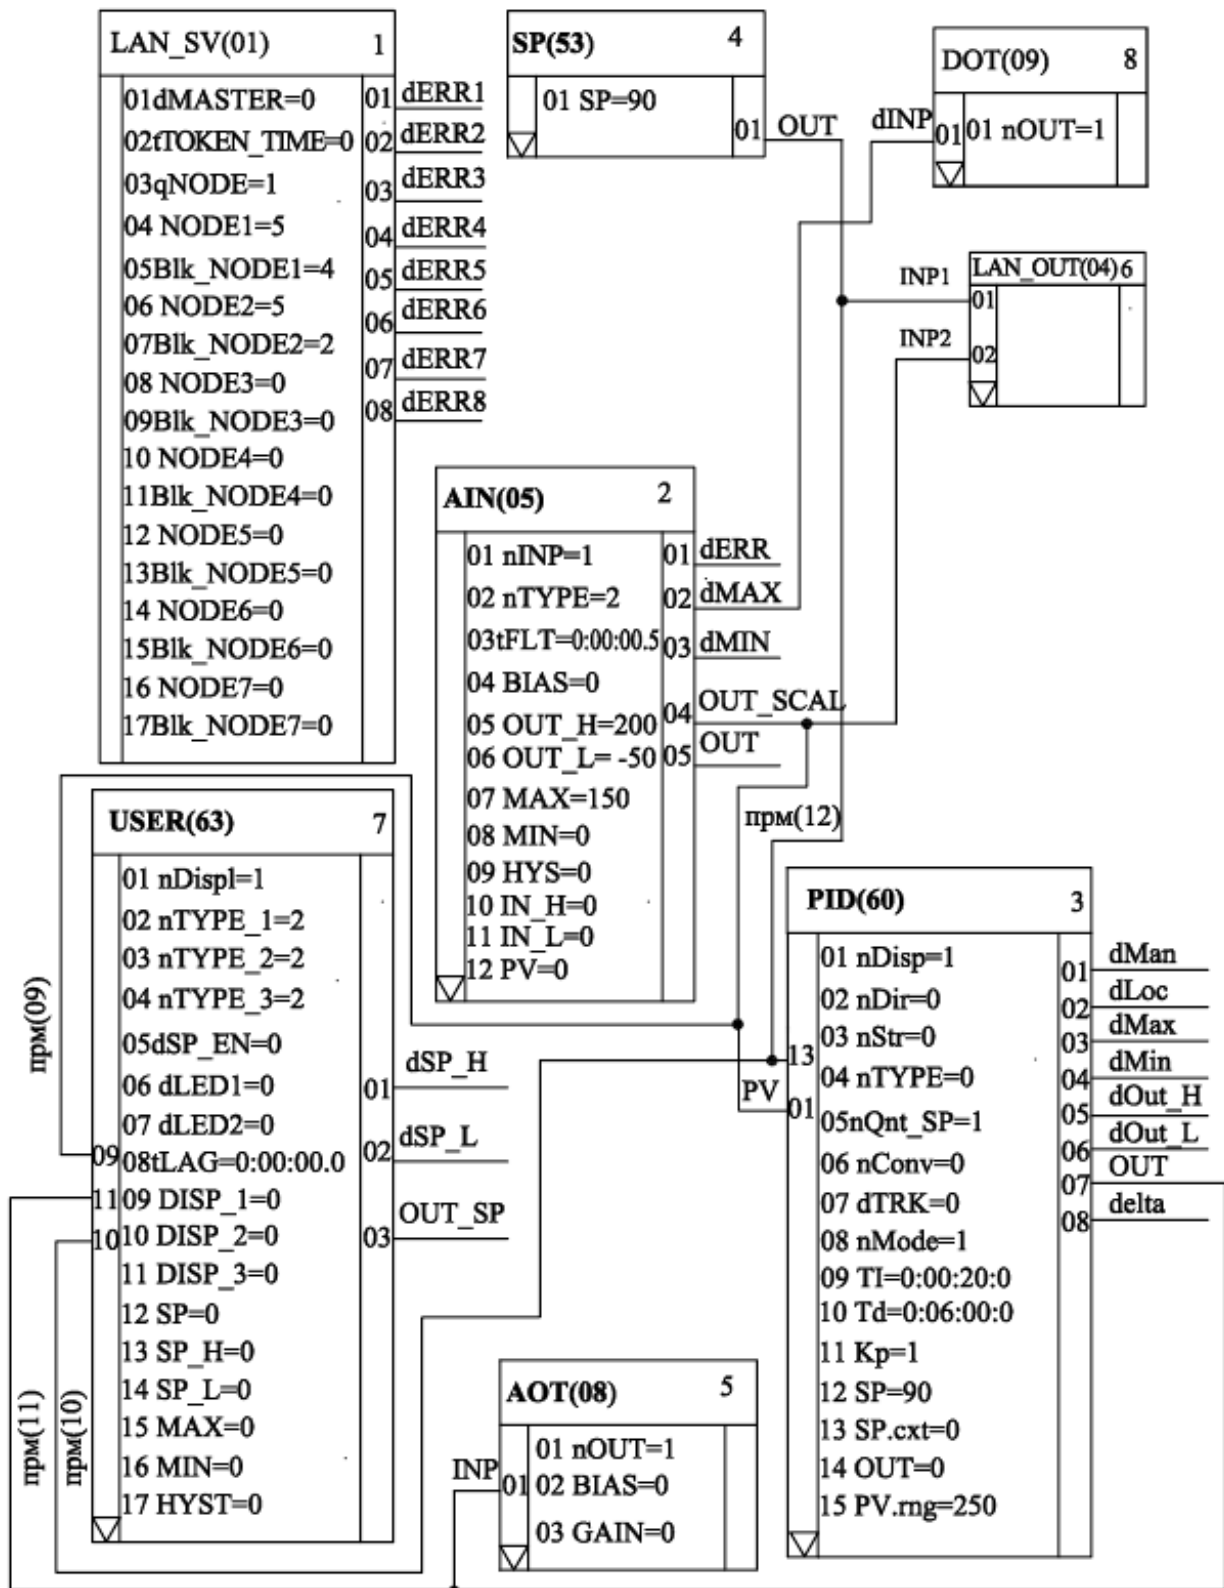 LAN_SV(01) 1
01dMASTER=0
02tTOKEN_TIME=0
03qNODE=1
04 NODE1=5
05Blk_NODE1=4
06 NODE2=5
07Blk_NODE2=2
08 NODE3=0
09Blk_NODE3=0
10 NODE4=0
11Blk_NODE4=0
12 NODE5=0
13Blk_NODE5=0
14 NODE6=0
15Blk_NODE6=0
16 NODE7=0
17Blk_NODE7=0
01 dERR1
02 dERR2
03 dERR3
04 dERR4
05 dERR5
06 dERR6
07 dERR7
08 dERR8
SP(53) 4
01 SP=90
01 OUT
DOT(09) 8
dINP 01
01 nOUT=1
LAN_OUT(04) 6
INP1 01
INP2 02
AIN(05) 2
01 nINP=1
02 nTYPE=2
03tFLT=0:00:00.5
04 BIAS=0
05 OUT_H=200
06 OUT_L= -50
07 MAX=150
08 MIN=0
09 HYS=0
10 IN_H=0
11 IN_L=0
12 PV=0
01 dERR
02 dMAX
03 dMIN
04 OUT_SCAL
05 OUT
прм(12)
USER(63) 7
01 nDispl=1
02 nTYPE_1=2
03 nTYPE_2=2
04 nTYPE_3=2
05dSP_EN=0
06 dLED1=0
07 dLED2=0
08tLAG=0:00:00.0
09 DISP_1=0
10 DISP_2=0
11 DISP_3=0
12 SP=0
13 SP_H=0
14 SP_L=0
15 MAX=0
16 MIN=0
17 HYST=0
09
11
10
прм(09)
прм(11)
прм(10)
01 dSP_H
02 dSP_L
03 OUT_SP
PID(60) 3
13
PV 01
01 nDisp=1
02 nDir=0
03 nStr=0
04 nTYPE=0
05nQnt_SP=1
06 nConv=0
07 dTRK=0
08 nMode=1
09 TI=0:00:20:0
10 Td=0:06:00:0
11 Kp=1
12 SP=90
13 SP.cxt=0
14 OUT=0
15 PV.rng=250
01 dMan
02 dLoc
03 dMax
04 dMin
05 dOut_H
06 dOut_L
07 OUT
08 delta
AOT(08) 5
INP 01
01 nOUT=1
02 BIAS=0
03 GAIN=0